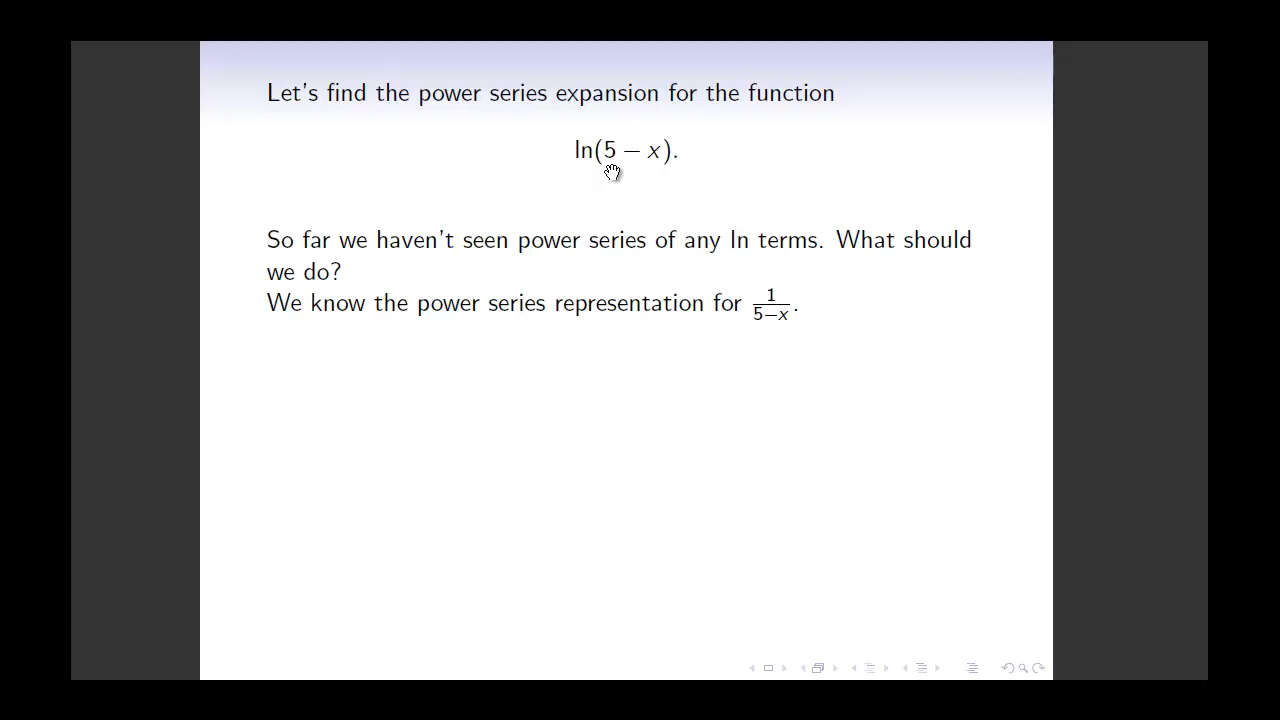 Let's find the power series expansion for the function
ln(5 − x).
So far we haven't seen power series of any ln terms. What should
we do?
We know the power series representation for 1/(5−x).